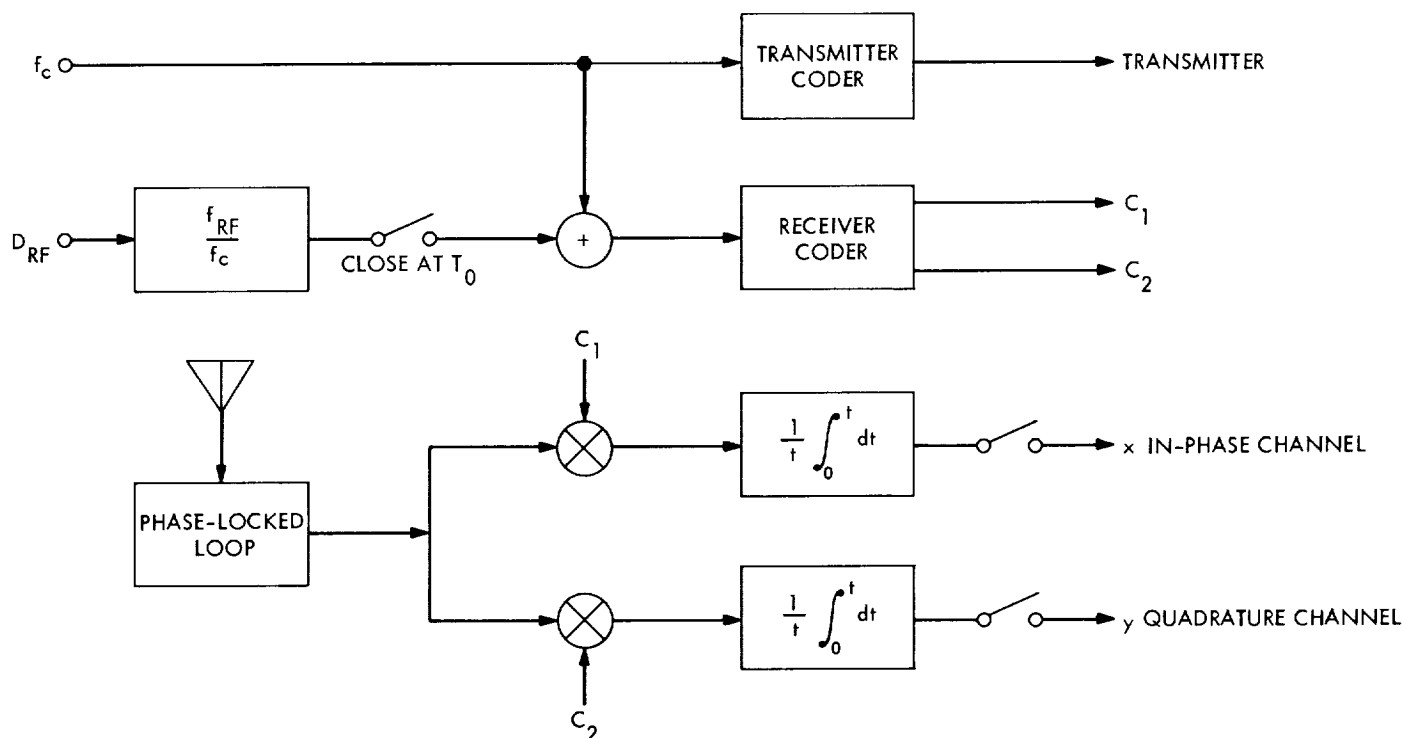 f_c
TRANSMITTER
CODER
TRANSMITTER
D_RF
f_RF
f_c
CLOSE AT T_0
+
RECEIVER
CODER
C_1
C_2
C_1
PHASE-LOCKED
LOOP
1/t ∫_0^t dt
x IN-PHASE CHANNEL
1/t ∫_0^t dt
y QUADRATURE CHANNEL
C_2